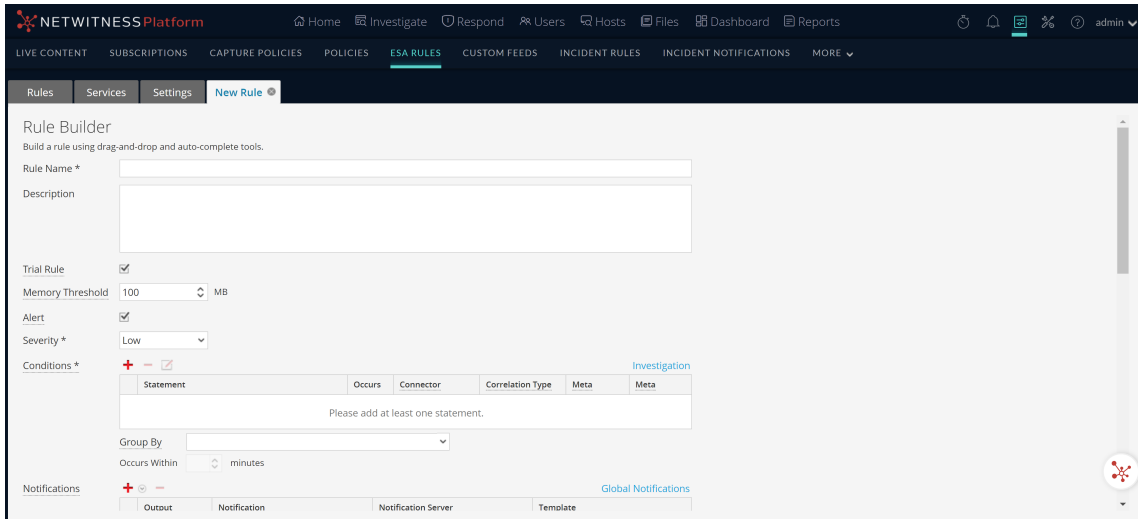 NETWITNESS Platform Home Investigate Respond Users Hosts Files Dashboard Reports admin
LIVE CONTENT SUBSCRIPTIONS CAPTURE POLICIES POLICIES ESA RULES CUSTOM FEEDS INCIDENT RULES INCIDENT NOTIFICATIONS MORE
Rules Services Settings New Rule
Rule Builder
Build a rule using drag-and-drop and auto-complete tools.
Rule Name *
Description
Trial Rule
Memory Threshold 100 MB
Alert
Severity * Low
Conditions * Investigation
Statement Occurs Connector Correlation Type Meta Meta
Please add at least one statement.
Group By
Occurs Within minutes
Notifications Global Notifications
Output Notification Notification Server Template